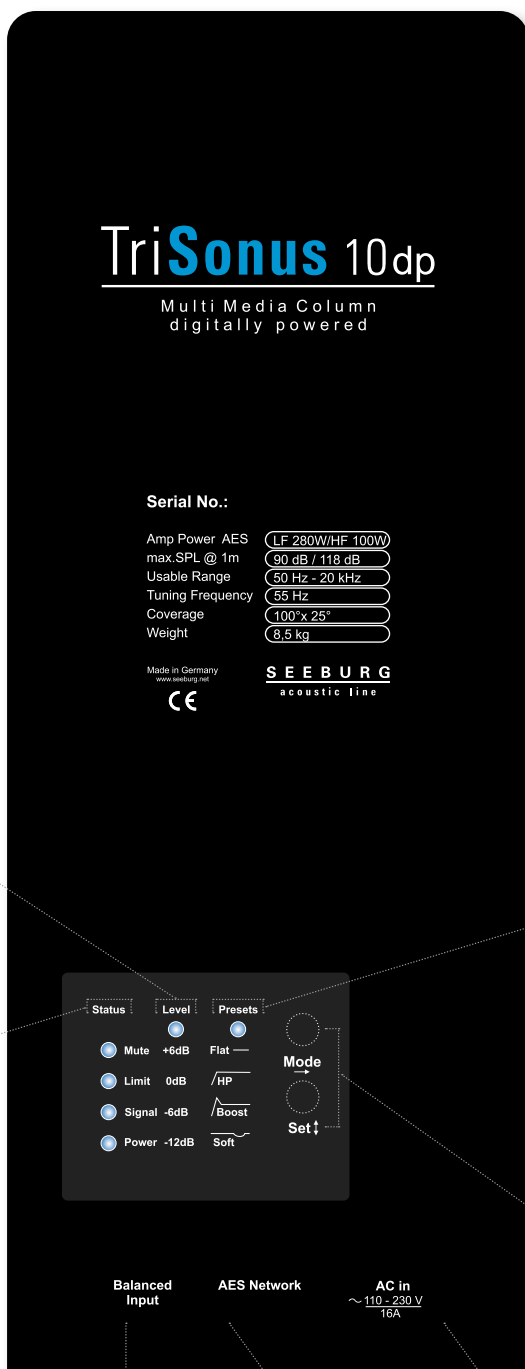 TriSonus 10dp
Multi Media Column
digitally powered
Serial No.:
Amp Power AES LF 280W/HF 100W
max.SPL @ 1m 90 dB / 118 dB
Usable Range 50 Hz - 20 kHz
Tuning Frequency 55 Hz
Coverage 100°x 25°
Weight 8,5 kg
Made in Germany
www.seeburg.net
CE
SEEBURG
acoustic line
Status Level Presets
Mute +6dB Flat
Limit 0dB HP
Signal -6dB Boost
Power -12dB Soft
Mode
Set
Balanced
Input
AES Network
AC in
110 - 230 V
16A